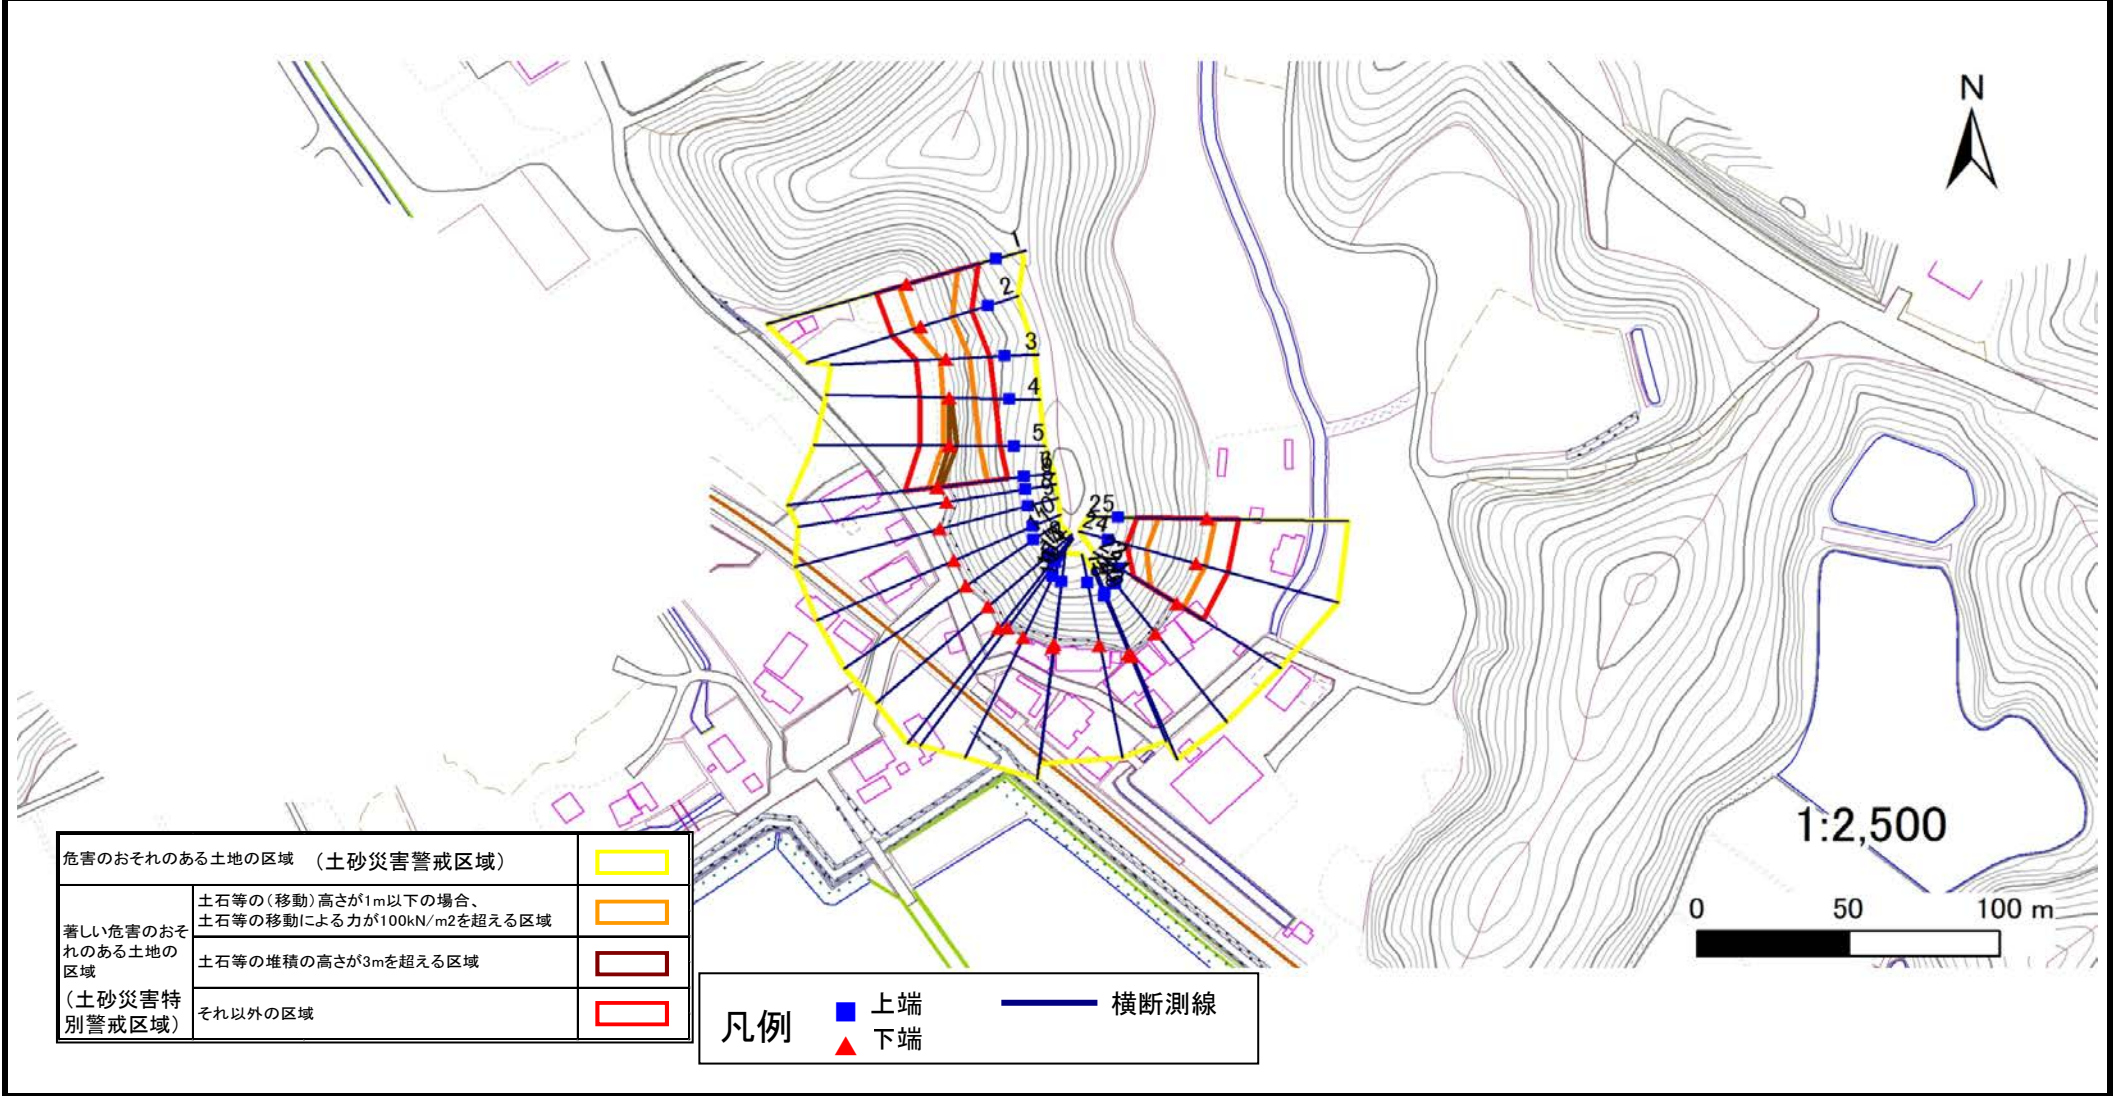 N
2
3
4
5
25
24
1:2,500
0 50 100 m
危害のおそれのある土地の区域 （土砂災害警戒区域）
著しい危害のおそ
れのある土地の
区域
（土砂災害特
別警戒区域）
土石等の（移動）高さが1m以下の場合、
土石等の移動による力が100kN/m2を超える区域
土石等の堆積の高さが3mを超える区域
それ以外の区域
凡例
上端
下端
横断測線